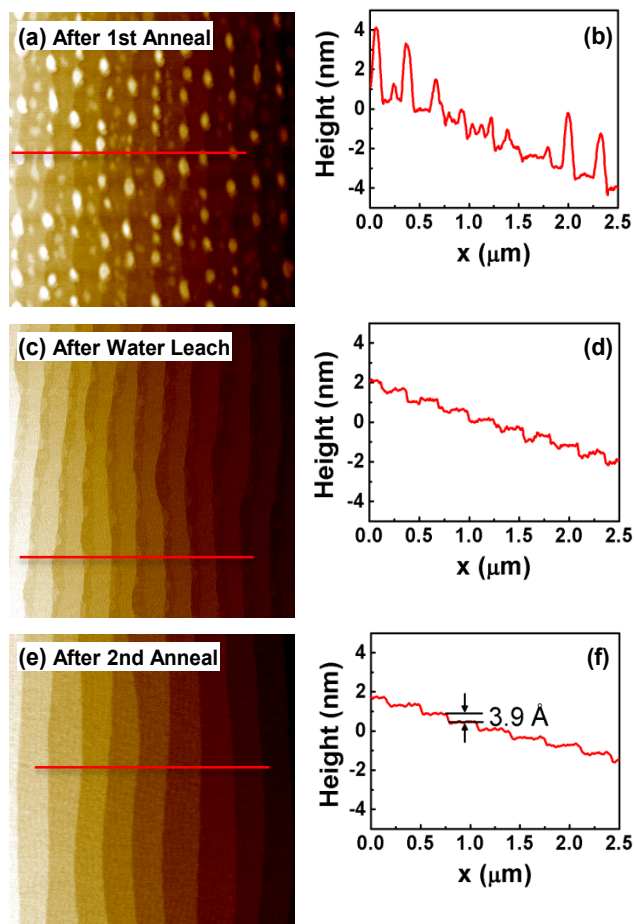 (a) After 1st Anneal
(b)
Height (nm)
4
2
0
-2
-4
0.0 0.5 1.0 1.5 2.0 2.5
x (μm)
(c) After Water Leach
(d)
Height (nm)
4
2
0
-2
-4
0.0 0.5 1.0 1.5 2.0 2.5
x (μm)
(e) After 2nd Anneal
(f)
Height (nm)
4
2
0
-2
-4
3.9 Å
0.0 0.5 1.0 1.5 2.0 2.5
x (μm)